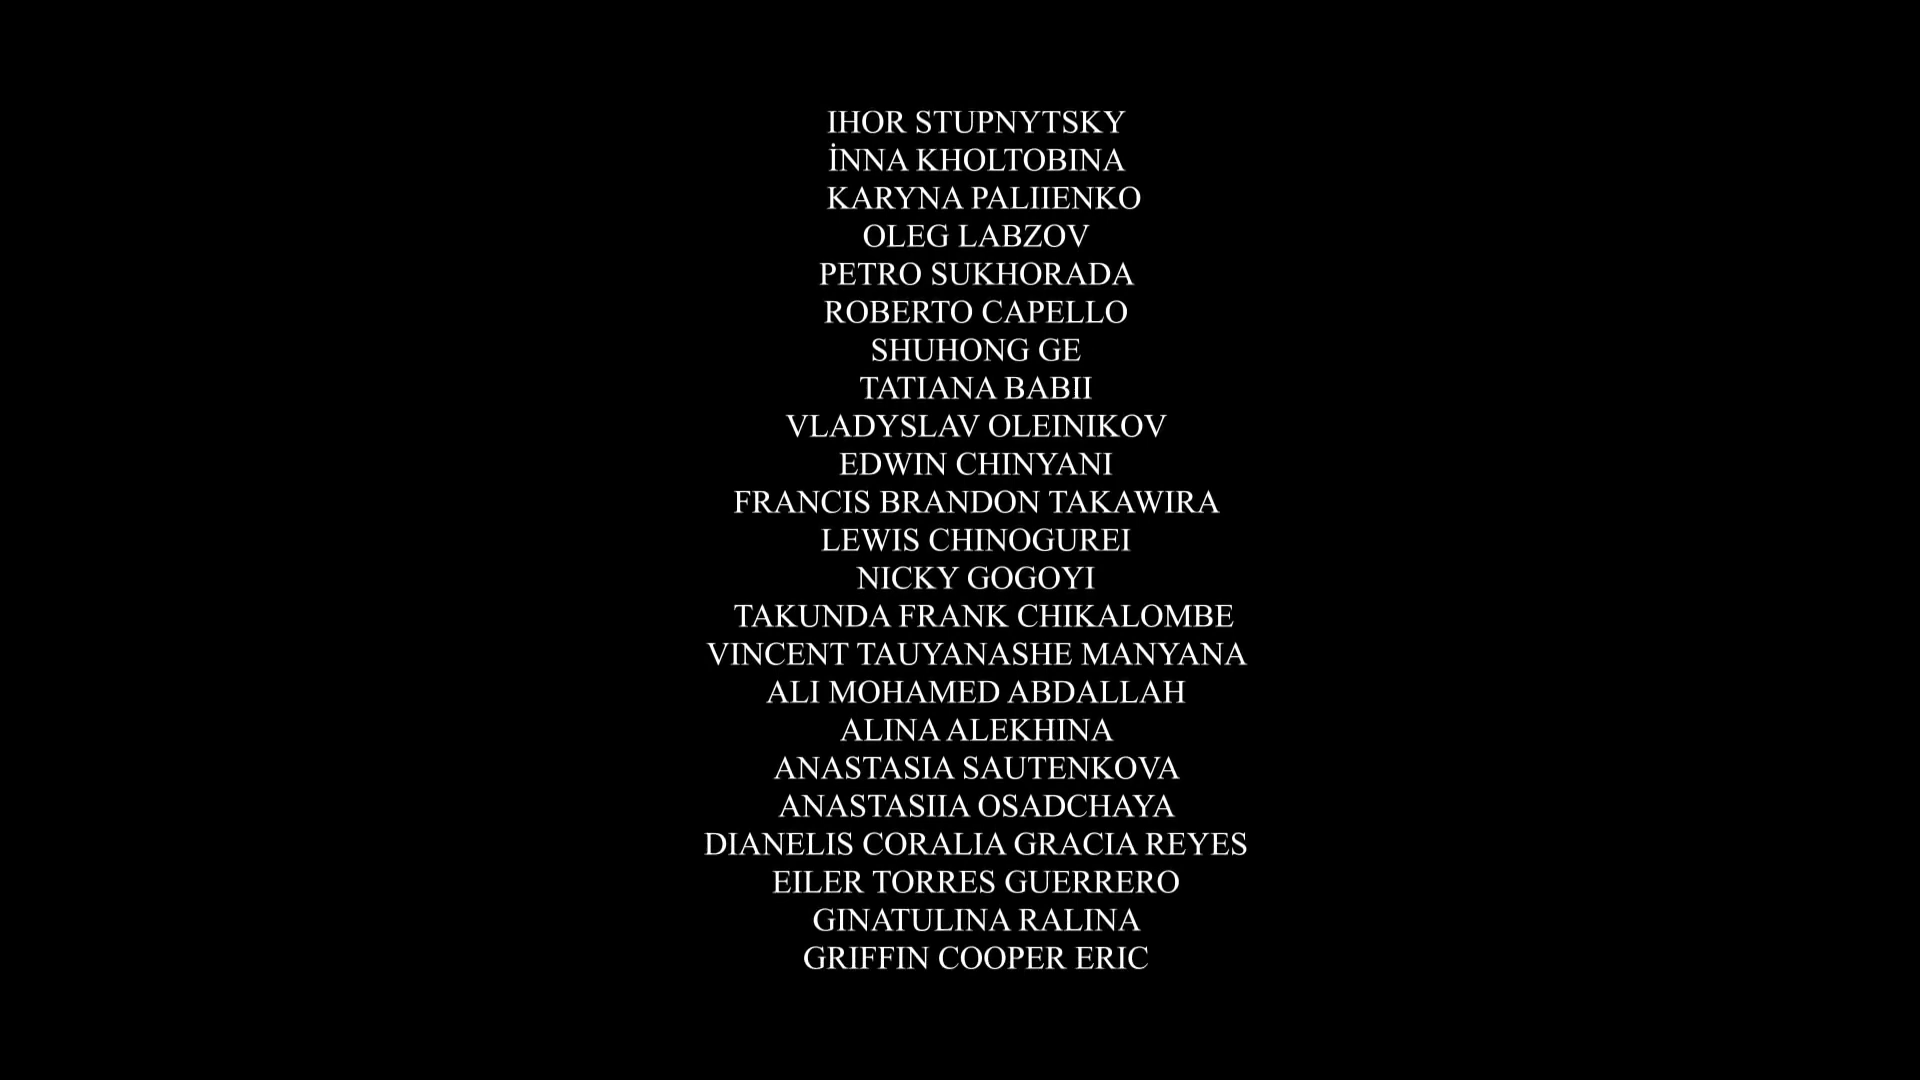 IHOR STUPNYTSKY
İNNA KHOLTOBINA
KARYNA PALIIENKO
OLEG LABZOV
PETRO SUKHORADA
ROBERTO CAPELLO
SHUHONG GE
TATIANA BABII
VLADYSLAV OLEINIKOV
EDWIN CHINYANI
FRANCIS BRANDON TAKAWIRA
LEWIS CHINOGUREI
NICKY GOGOYI
TAKUNDA FRANK CHIKALOMBE
VINCENT TAUYANASHE MANYANA
ALI MOHAMED ABDALLAH
ALINA ALEKHINA
ANASTASIA SAUTENKOVA
ANASTASIIA OSADCHAYA
DIANELIS CORALIA GRACIA REYES
EILER TORRES GUERRERO
GINATULINA RALINA
GRIFFIN COOPER ERIC